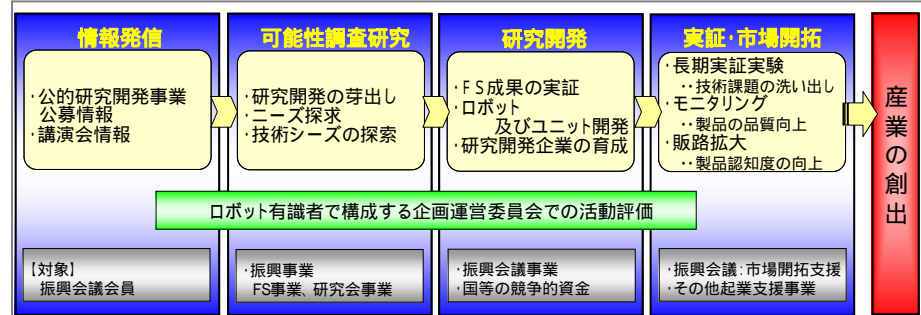 情報発信
・公的研究開発事業
公募情報
・講演会情報
可能性調査研究
・研究開発の芽出し
・ニーズ探求
・技術シーズの探索
研究開発
・FS成果の実証
・ロボット
及びユニット開発
・研究開発企業の育成
実証・市場開拓
・長期実証実験
‥技術課題の洗い出し
・モニタリング
‥製品の品質向上
・販路拡大
‥製品認知度の向上
産業の創出
ロボット有識者で構成する企画運営委員会での活動評価
【対象】
振興会議会員
・振興事業
FS事業、研究会事業
・振興会議事業
・国等の競争的資金
・振興会議:市場開拓支援
・その他起業支援事業